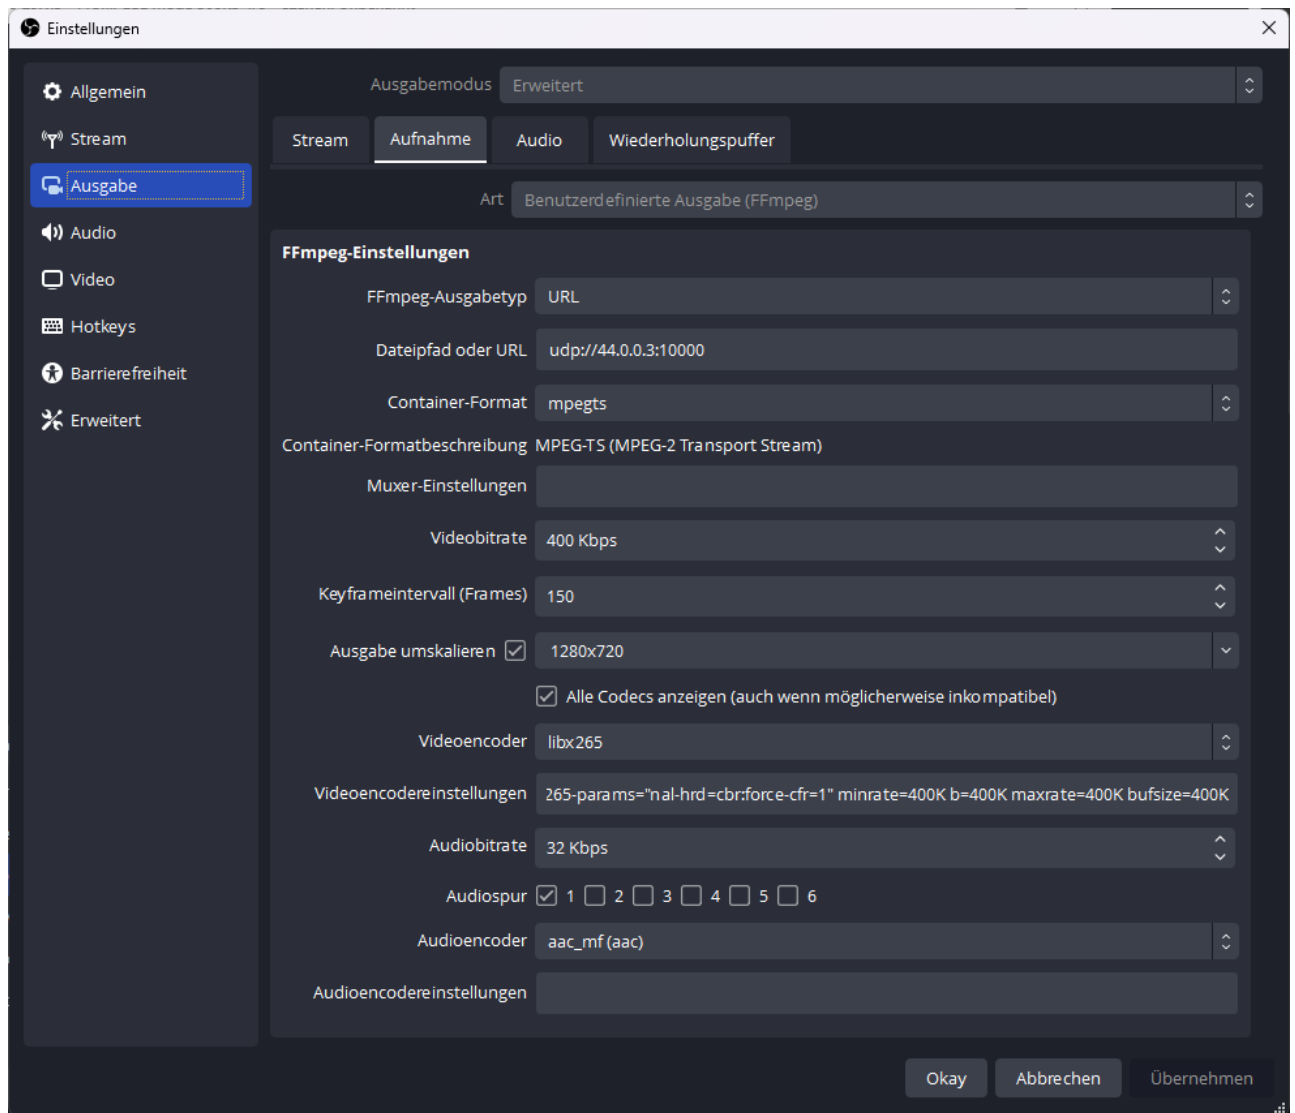 Einstellungen
Allgemein
Stream
Ausgabe
Audio
Video
Hotkeys
Barrierefreiheit
Erweitert
Ausgabemodus Erweitert
Stream Aufnahme Audio Wiederholungspuffer
Art Benutzerdefinierte Ausgabe (FFmpeg)
FFmpeg-Einstellungen
FFmpeg-Ausgabetyp URL
Dateipfad oder URL udp://44.0.0.3:10000
Container-Format mpegts
Container-Formatbeschreibung MPEG-TS (MPEG-2 Transport Stream)
Muxer-Einstellungen
Videobitrate 400 Kbps
Keyframeintervall (Frames) 150
Ausgabe umskalieren 1280x720
Alle Codecs anzeigen (auch wenn möglicherweise inkompatibel)
Videoencoder libx265
Videoencodereinstellungen 265-params="nal-hrd=cbr:force-cfr=1" minrate=400K b=400K maxrate=400K bufsize=400K
Audiobitrate 32 Kbps
Audiospur 1 2 3 4 5 6
Audioencoder aac_mf (aac)
Audioencodereinstellungen
Okay Abbrechen Übernehmen